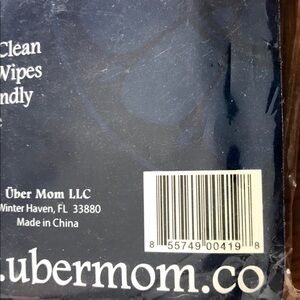 Clean
Wipes
ndly
Über Mom LLC
Winter Haven, FL 33880
Made in China
8 55749 00419 8
.ubermom.co